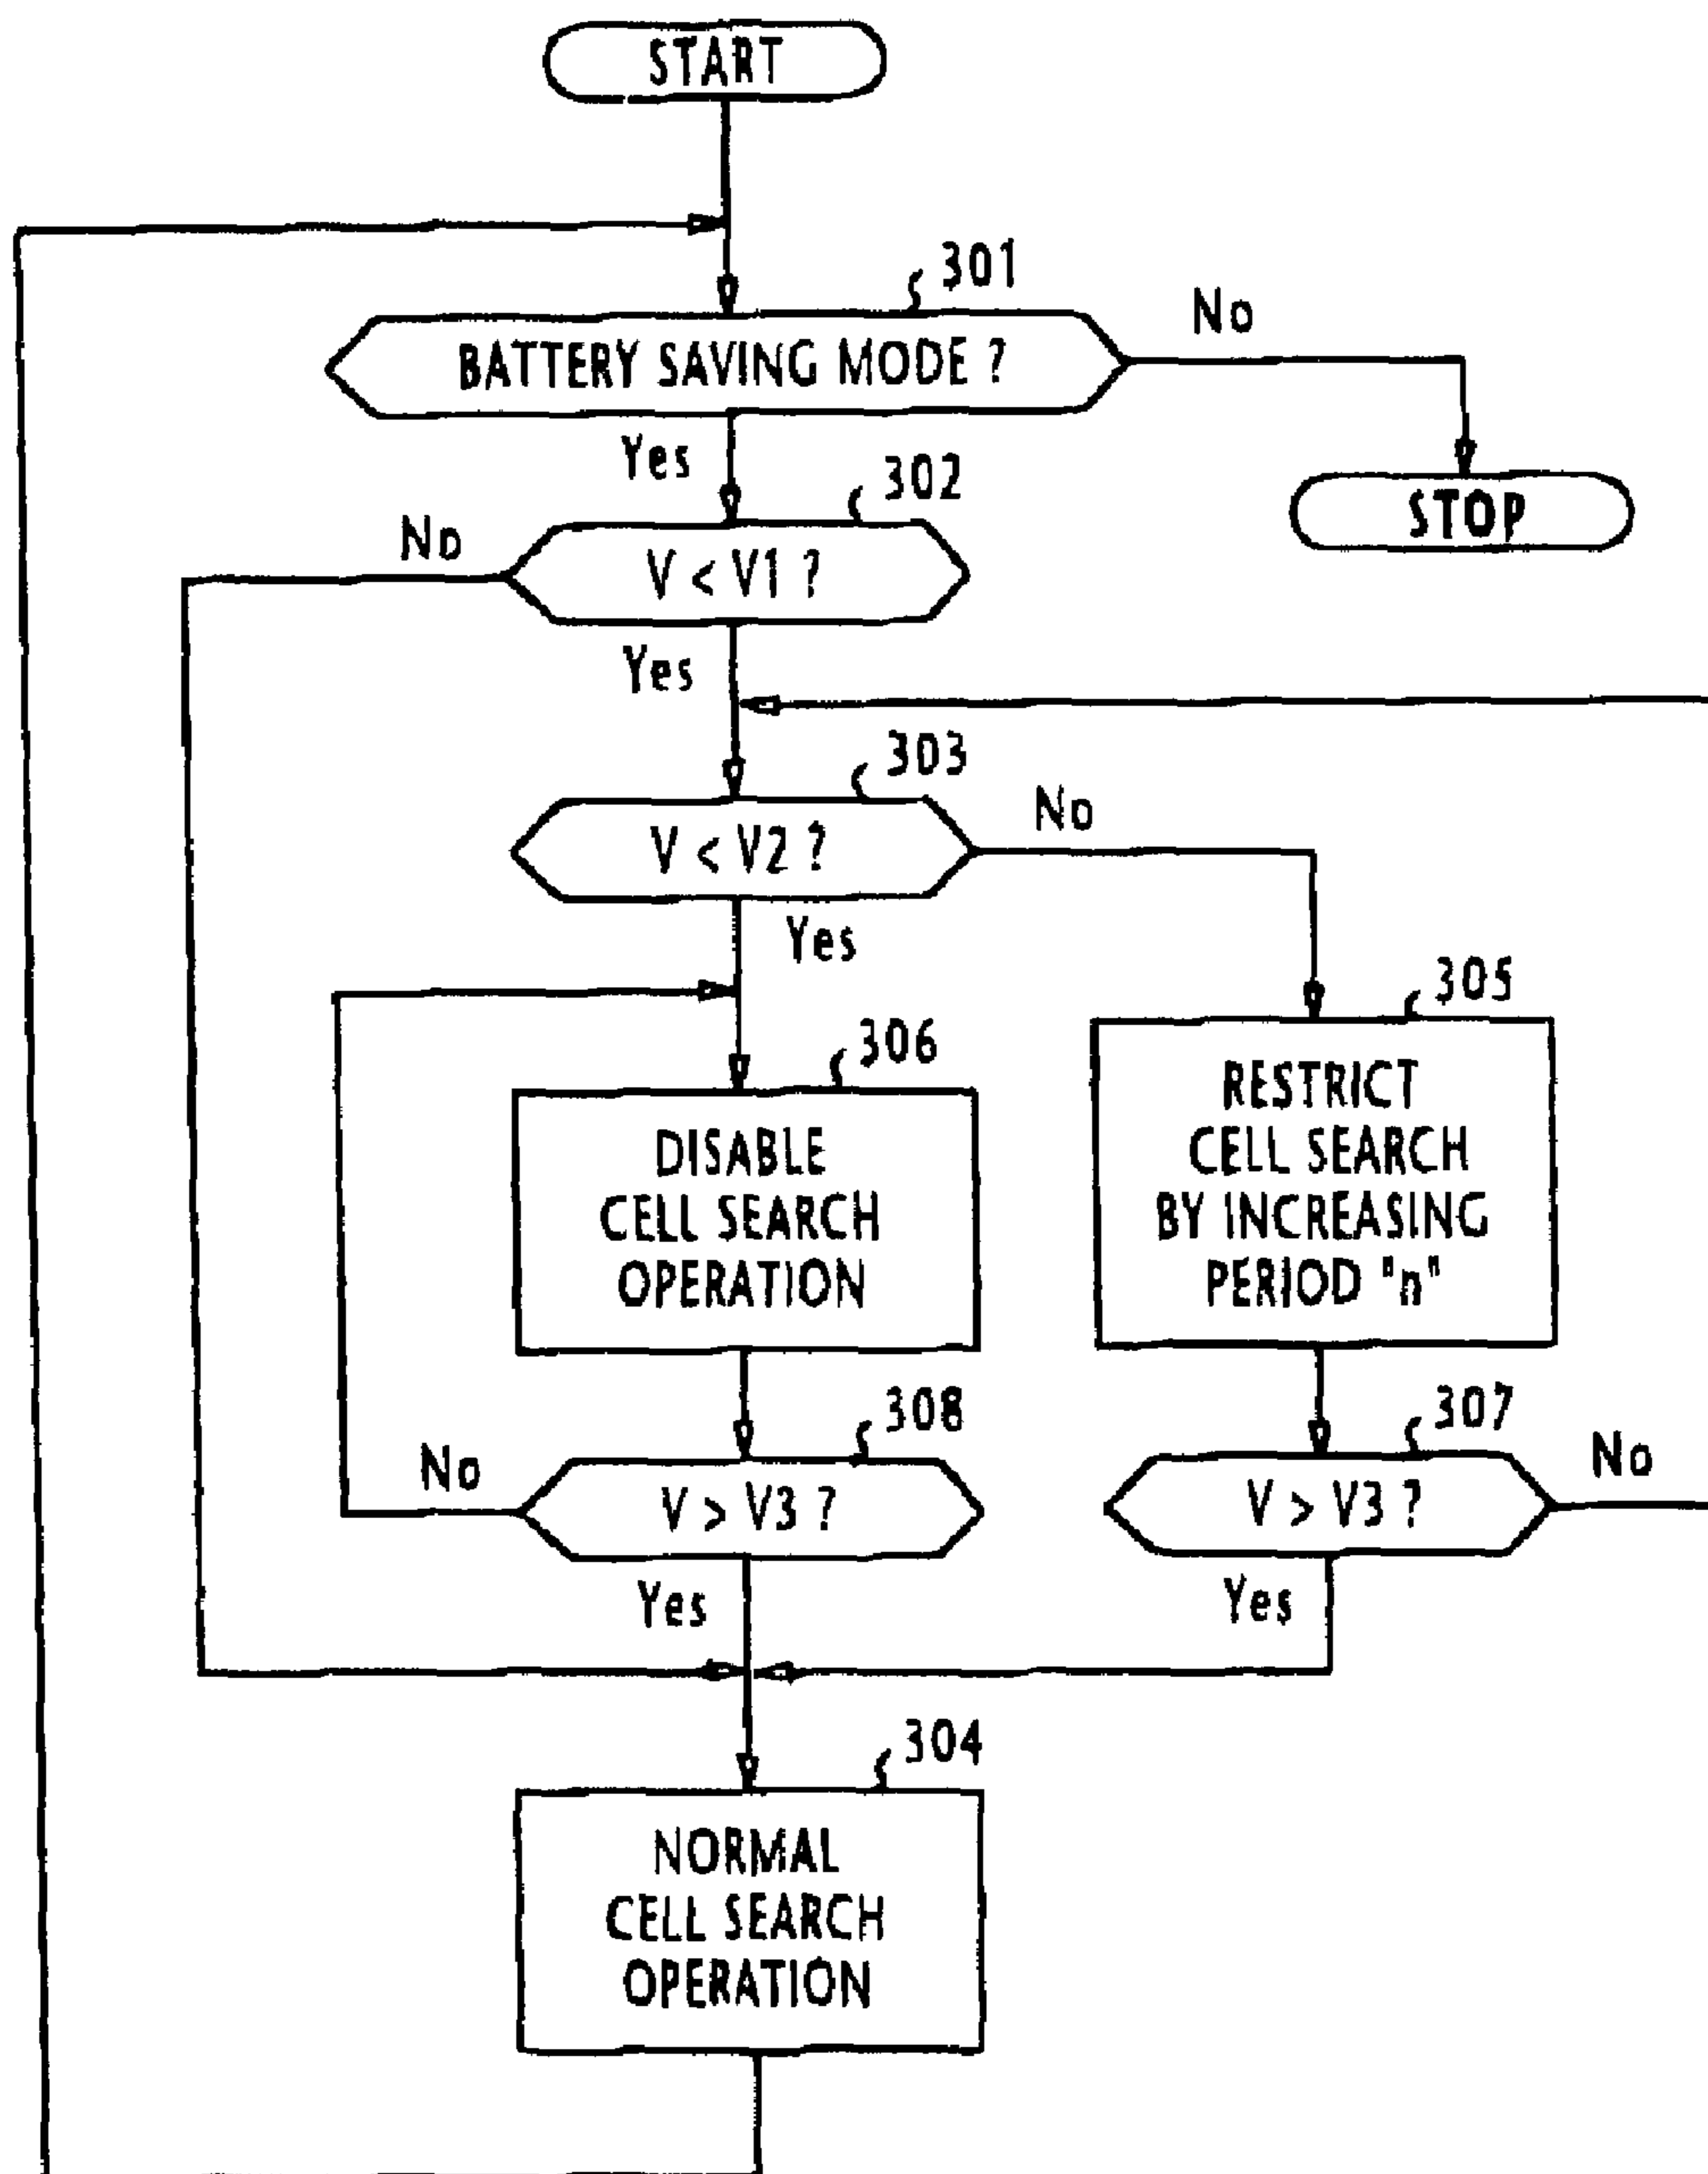 START
301
No
BATTERY SAVING MODE ?
Yes
302
STOP
No
V < V1 ?
Yes
303
No
V < V2 ?
Yes
305
306
RESTRICT
CELL SEARCH
BY INCREASING
PERIOD "n"
DISABLE
CELL SEARCH
OPERATION
308
307
No
V > V3 ?
V > V3 ?
No
Yes
Yes
304
NORMAL
CELL SEARCH
OPERATION